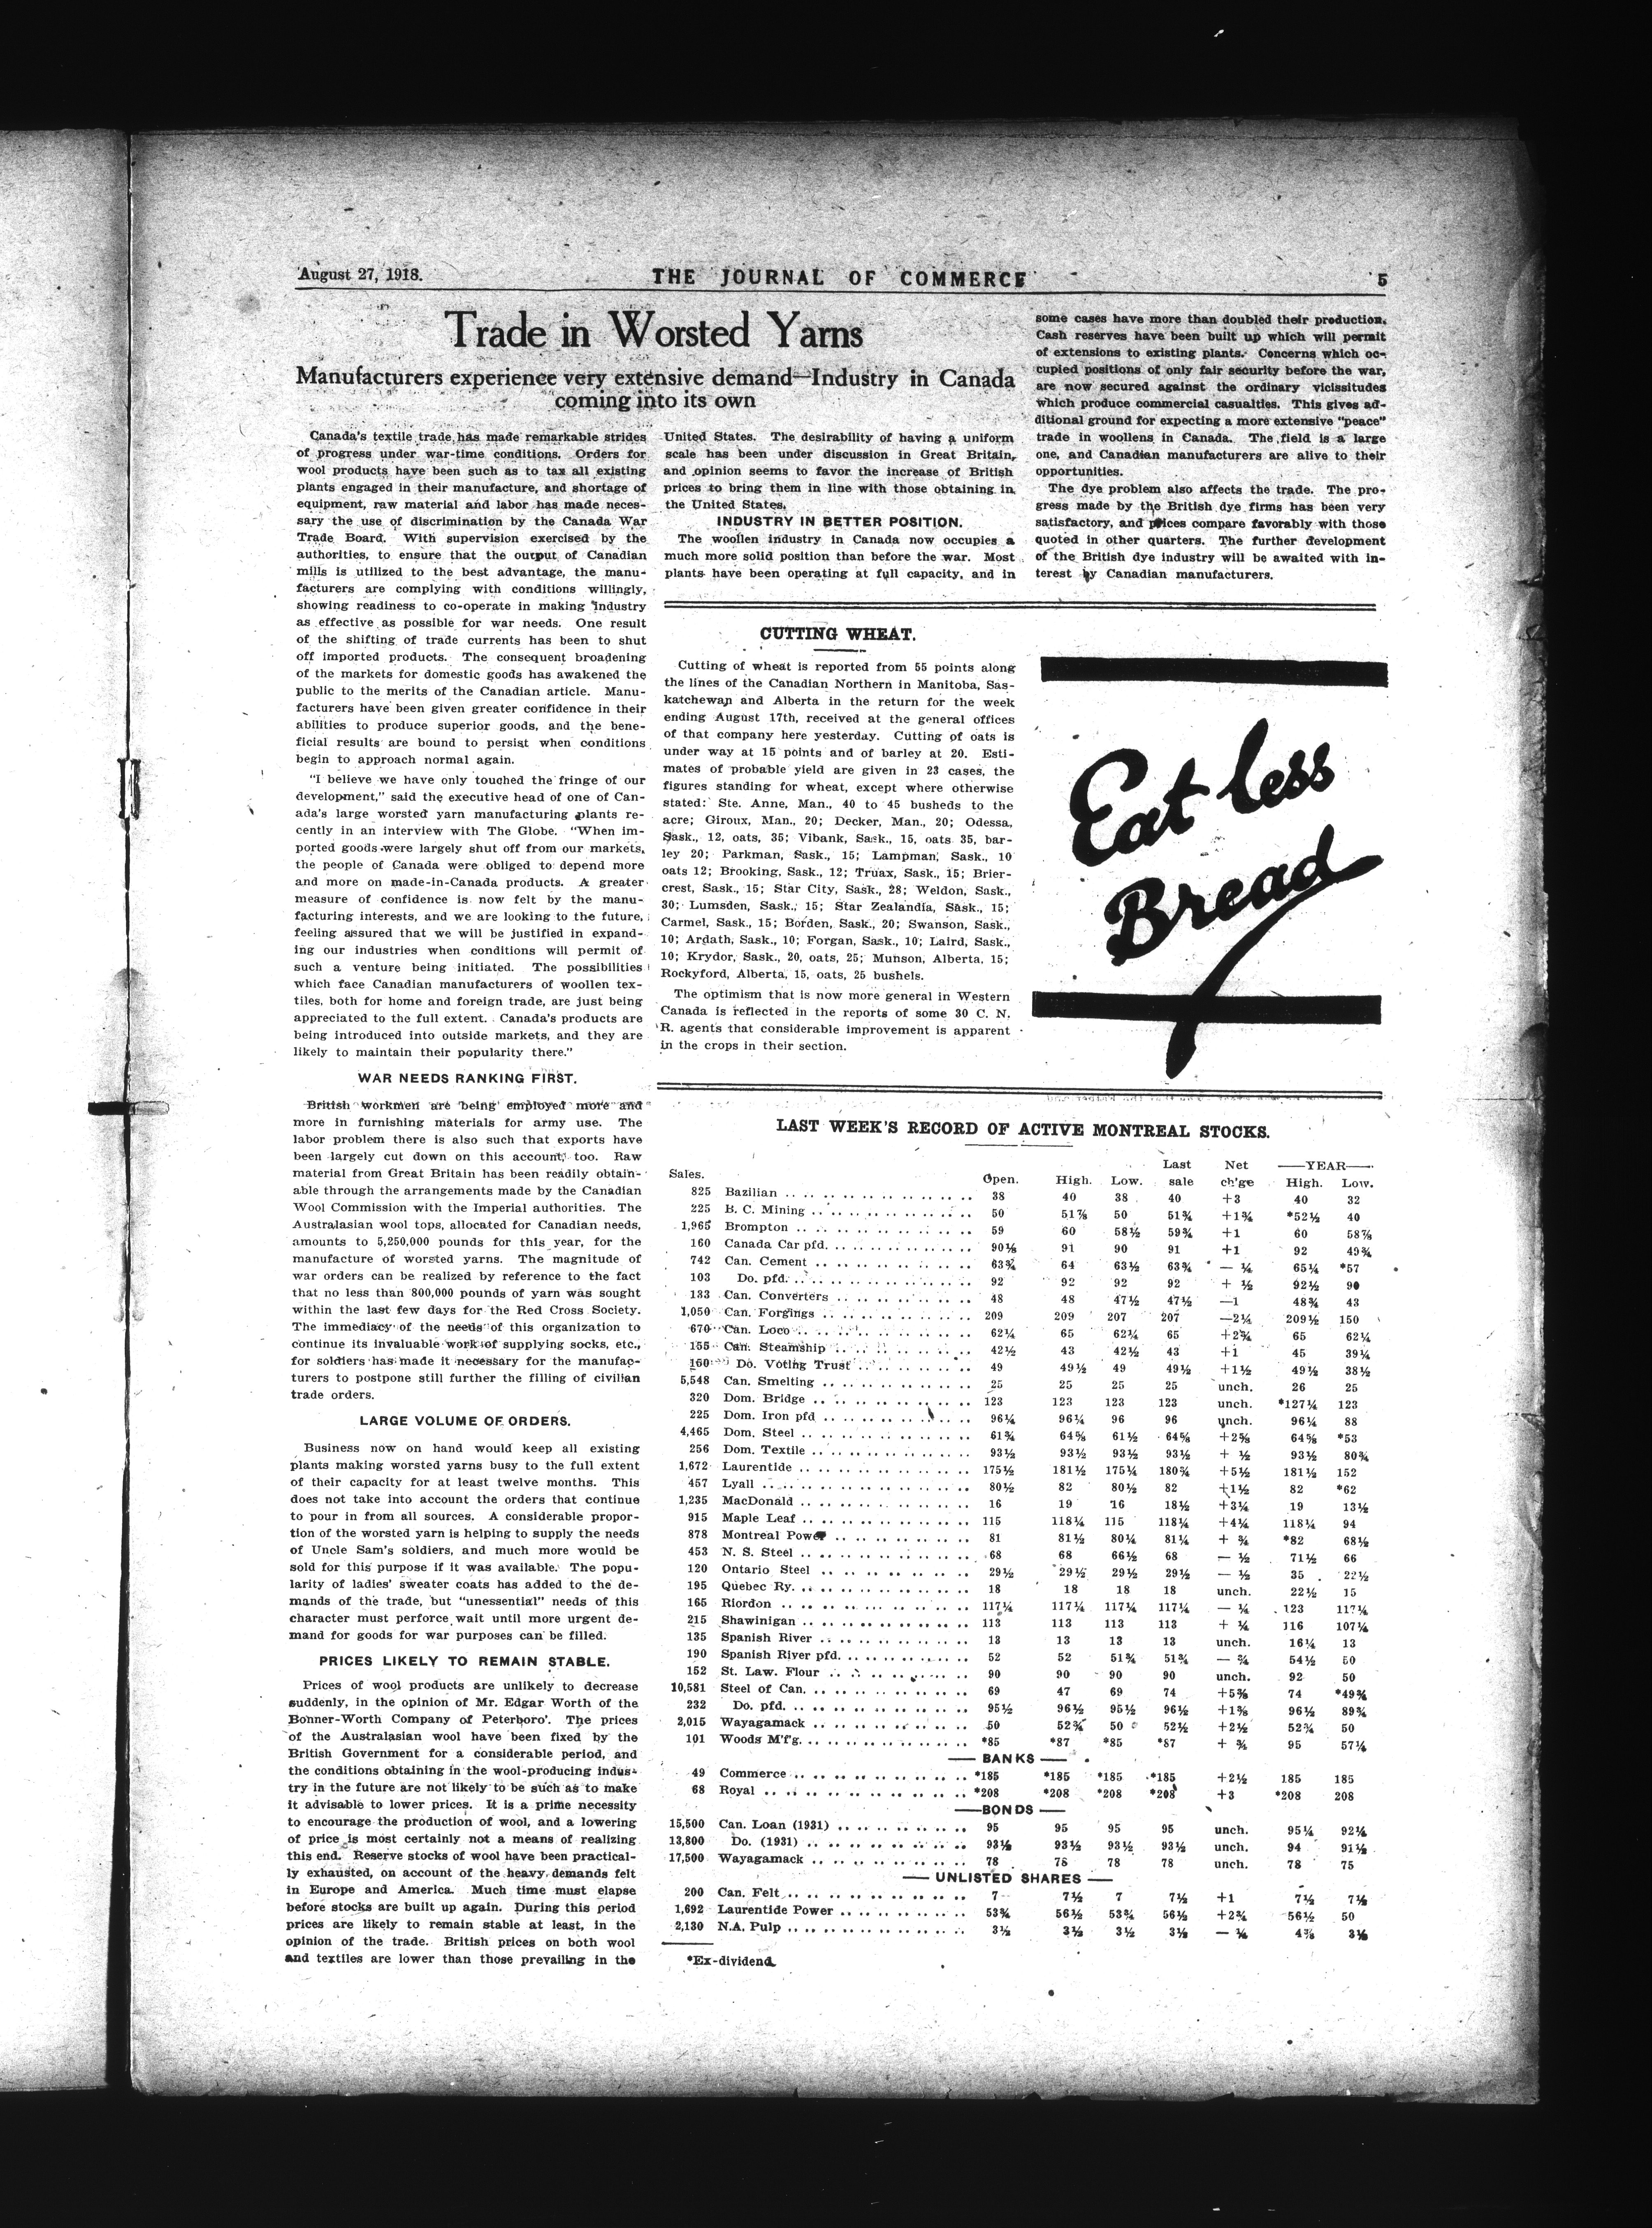 August 27, 1918.
THE JOURNAL OF COMMERCE
5
Trade in Worsted Yarns
Manufacturers experience very extensive demand—Industry in Canada
coming into its own
Canada's textile trade has made remarkable strides
of progress under war-time conditions. Orders for
wool products have been such as to tax all existing
plants engaged in their manufacture, and shortage of
equipment, raw material and labor has made neces-
sary the use of discrimination by the Canada War
Trade Board. With supervision exercised by the
authorities, to ensure that the output of Canadian
mills is utilized to the best advantage, the manu-
facturers are complying with conditions willingly,
showing readiness to co-operate in making industry
as effective as possible for war needs. One result
of the shifting of trade currents has been to shut
off imported products. The consequent broadening
of the markets for domestic goods has awakened the
public to the merits of the Canadian article. Manu-
facturers have been given greater confidence in their
abilities to produce superior goods, and the bene-
ficial results are bound to persist when conditions
begin to approach normal again.
"I believe we have only touched the fringe of our
development," said the executive head of one of Can-
ada's large worsted yarn manufacturing plants re-
cently in an interview with The Globe. "When im-
ported goods were largely shut off from our markets,
the people of Canada were obliged to depend more
and more on made-in-Canada products. A greater
measure of confidence is now felt by the manu-
facturing interests, and we are looking to the future,
feeling assured that we will be justified in expand-
ing our industries when conditions will permit of
such a venture being initiated. The possibilities
which face Canadian manufacturers of woollen tex-
tiles, both for home and foreign trade, are just being
appreciated to the full extent. Canada's products are
being introduced into outside markets, and they are
likely to maintain their popularity there."
WAR NEEDS RANKING FIRST.
British workmen are being employed more and
more in furnishing materials for army use. The
labor problem there is also such that exports have
been largely cut down on this account, too. Raw
material from Great Britain has been readily obtain-
able through the arrangements made by the Canadian
Wool Commission with the Imperial authorities. The
Australasian wool tops, allocated for Canadian needs,
amounts to 5,250,000 pounds for this year, for the
manufacture of worsted yarns. The magnitude of
war orders can be realized by reference to the fact
that no less than 800,000 pounds of yarn was sought
within the last few days for the Red Cross Society.
The immediacy of the needs of this organization to
continue its invaluable work of supplying socks, etc.,
for soldiers has made it necessary for the manufac-
turers to postpone still further the filling of civilian
trade orders.
LARGE VOLUME OF ORDERS.
Business now on hand would keep all existing
plants making worsted yarns busy to the full extent
of their capacity for at least twelve months. This
does not take into account the orders that continue
to pour in from all sources. A considerable propor-
tion of the worsted yarn is helping to supply the needs
of Uncle Sam's soldiers, and much more would be
sold for this purpose if it was available. The popu-
larity of ladies' sweater coats has added to the de-
mands of the trade, but "unessential" needs of this
character must perforce wait until more urgent de-
mand for goods for war purposes can be filled.
PRICES LIKELY TO REMAIN STABLE.
Prices of wool products are unlikely to decrease
suddenly, in the opinion of Mr. Edgar Worth of the
Bonner-Worth Company of Peterboro'. The prices
of the Australasian wool have been fixed by the
British Government for a considerable period, and
the conditions obtaining in the wool-producing indus-
try in the future are not likely to be such as to make
it advisable to lower prices. It is a prime necessity
to encourage the production of wool, and a lowering
of price is most certainly not a means of realizing
this end. Reserve stocks of wool have been practical-
ly exhausted, on account of the heavy demands felt
in Europe and America. Much time must elapse
before stocks are built up again. During this period
prices are likely to remain stable at least, in the
opinion of the trade. British prices on both wool
and textiles are lower than those prevailing in the
United States. The desirability of having a uniform
scale has been under discussion in Great Britain,
and opinion seems to favor the increase of British
prices to bring them in line with those obtaining in
the United States.
INDUSTRY IN BETTER POSITION.
The woollen industry in Canada now occupies a
much more solid position than before the war. Most
plants have been operating at full capacity, and in
some cases have more than doubled their production.
Cash reserves have been built up which will permit
of extensions to existing plants. Concerns which oc-
cupied positions of only fair security before the war,
are now secured against the ordinary vicissitudes
which produce commercial casualties. This gives ad-
ditional ground for expecting a more extensive "peace"
trade in woollens in Canada. The field is a large
one, and Canadian manufacturers are alive to their
opportunities.
The dye problem also affects the trade. The pro-
gress made by the British dye firms has been very
satisfactory, and prices compare favorably with those
quoted in other quarters. The further development
of the British dye industry will be awaited with in-
terest by Canadian manufacturers.
CUTTING WHEAT.
Cutting of wheat is reported from 55 points along
the lines of the Canadian Northern in Manitoba, Sas-
katchewan and Alberta in the return for the week
ending August 17th, received at the general offices
of that company here yesterday. Cutting of oats is
under way at 15 points and of barley at 20. Esti-
mates of probable yield are given in 23 cases, the
figures standing for wheat, except where otherwise
stated: Ste. Anne, Man., 40 to 45 busheds to the
acre; Giroux, Man., 20; Decker, Man., 20; Odessa,
Sask., 12, oats, 35; Vibank, Sask., 15, oats 35, bar-
ley 20; Parkman, Sask., 15; Lampman, Sask., 10
oats 12; Brooking, Sask., 12; Truax, Sask., 15; Brier-
crest, Sask., 15; Star City, Sask., 28; Weldon, Sask.,
30; Lumsden, Sask., 15; Star Zealandia, Sask., 15;
Carmel, Sask., 15; Borden, Sask., 20; Swanson, Sask.,
10; Ardath, Sask., 10; Forgan, Sask., 10; Laird, Sask.,
10; Krydor, Sask., 20, oats, 25; Munson, Alberta, 15;
Rockyford, Alberta, 15, oats, 25 bushels.
The optimism that is now more general in Western
Canada is reflected in the reports of some 30 C. N.
R. agents that considerable improvement is apparent
in the crops in their section.
Eat less
Bread
LAST WEEK'S RECORD OF ACTIVE MONTREAL STOCKS.
Last Net —YEAR—
Sales. Open. High. Low. sale ch'ge High. Low.
825 Bazilian 38 40 38 40 +3 40 32
225 B. C. Mining 50 51⅞ 50 51¾ +1¾ *52½ 40
1,965 Brompton 59 60 58½ 59¾ +1 60 58⅞
160 Canada Car pfd. 90⅛ 91 90 91 +1 92 49¾
742 Can. Cement 63¾ 64 63½ 63¾ — ¼ 65¼ *57
103 Do. pfd. 92 92 92 92 + ½ 92½ 90
133 Can. Converters 48 48 47½ 47½ —1 48¾ 43
1,050 Can. Forgings 209 209 207 207 —2¼ 209½ 150
670 Can. Loco 62¼ 65 62¼ 65 +2¾ 65 62¼
155 Can. Steamship 42½ 43 42½ 43 +1 45 39¼
160 Do. Voting Trust 49 49½ 49 49½ +1½ 49½ 38½
5,548 Can. Smelting 25 25 25 25 unch. 26 25
320 Dom. Bridge 123 123 123 123 unch. *127¼ 123
225 Dom. Iron pfd 96¼ 96¼ 96 96 unch. 96¼ 88
4,465 Dom. Steel 61¾ 64⅝ 61½ 64⅝ +2⅝ 64⅝ *53
256 Dom. Textile 93½ 93½ 93½ 93½ + ½ 93½ 80¾
1,672 Laurentide 175½ 181½ 175¼ 180¾ +5½ 181½ 152
457 Lyall 80½ 82 80½ 82 +1½ 82 *62
1,235 MacDonald 16 19 16 18½ +3¼ 19 13½
915 Maple Leaf 115 118¼ 115 118¼ +4¼ 118¼ 94
878 Montreal Power 81 81½ 80¼ 81¼ + ¾ *82 68½
453 N. S. Steel 68 68 66½ 68 — ½ 71½ 66
120 Ontario Steel 29½ 29½ 29½ 29½ — ½ 35 22½
195 Quebec Ry. 18 18 18 18 unch. 22½ 15
165 Riordon 117¼ 117¼ 117¼ 117¼ — ¼ 123 117¼
215 Shawinigan 113 113 113 113 + ¼ 116 107¼
135 Spanish River 13 13 13 13 unch. 16¼ 13
190 Spanish River pfd. 52 52 51¾ 51¾ — ¾ 54½ 50
152 St. Law. Flour 90 90 90 90 unch. 92 50
10,581 Steel of Can. 69 47 69 74 +5⅜ 74 *49¾
232 Do. pfd. 95½ 96½ 95½ 96½ +1⅝ 96½ 89¾
2,015 Wayagamack 50 52¾ 50 52½ +2½ 52¾ 50
101 Woods M'f'g. *85 *87 *85 *87 + ¾ 95 57¼
— BANKS —
49 Commerce *185 *185 *185 *185 +2½ 185 185
68 Royal *208 *208 *208 *208 +3 *208 208
—BONDS —
15,500 Can. Loan (1931) 95 95 95 95 unch. 95¼ 92¼
13,800 Do. (1931) 93½ 93½ 93½ 93½ unch. 94 91½
17,500 Wayagamack 78 78 78 78 unch. 78 75
— UNLISTED SHARES —
200 Can. Felt 7 7½ 7 7½ +1 7½ 7½
1,692 Laurentide Power 53¾ 56½ 53¾ 56½ +2¾ 56½ 50
2,130 N.A. Pulp 3½ 3½ 3½ 3½ — 4⅞ 3½
*Ex-dividend.